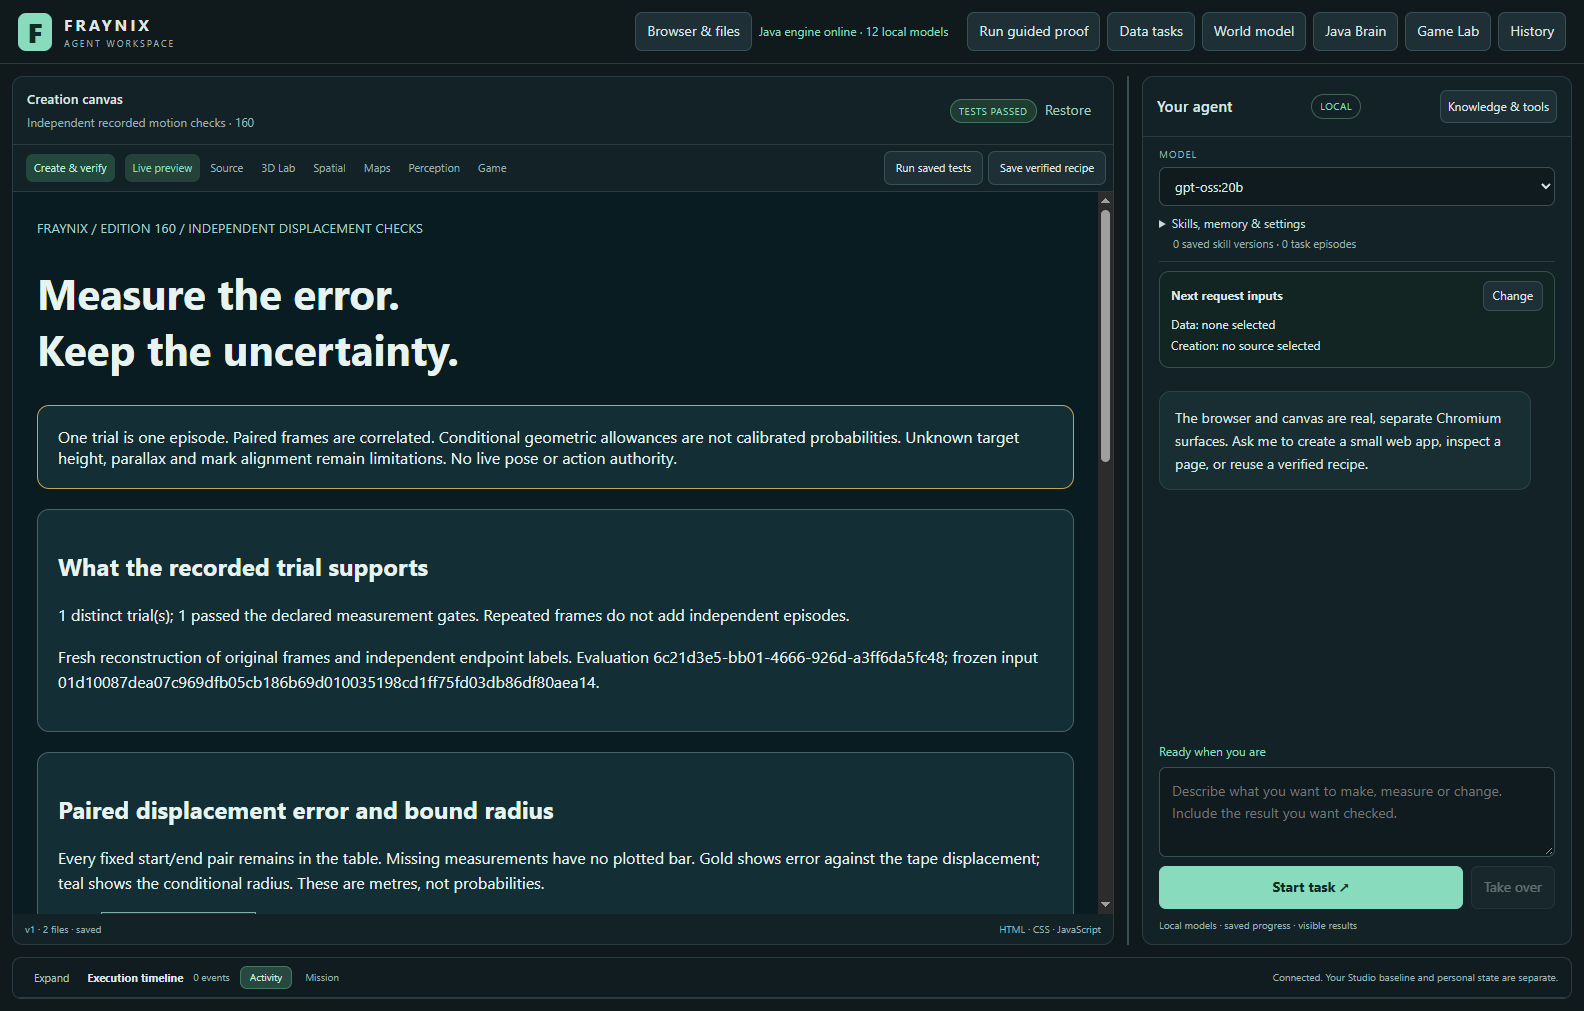 F
FRAYNIX
AGENT WORKSPACE
Browser & files
Java engine online · 12 local models
Run guided proof
Data tasks
World model
Java Brain
Game Lab
History
Creation canvas
Independent recorded motion checks · 160
TESTS PASSED
Restore
Create & verify
Live preview
Source
3D Lab
Spatial
Maps
Perception
Game
Run saved tests
Save verified recipe
FRAYNIX / EDITION 160 / INDEPENDENT DISPLACEMENT CHECKS
Measure the error.
Keep the uncertainty.
One trial is one episode. Paired frames are correlated. Conditional geometric allowances are not calibrated probabilities. Unknown target
height, parallax and mark alignment remain limitations. No live pose or action authority.
What the recorded trial supports
1 distinct trial(s); 1 passed the declared measurement gates. Repeated frames do not add independent episodes.
Fresh reconstruction of original frames and independent endpoint labels. Evaluation 6c21d3e5-bb01-4666-926d-a3ff6da5fc48; frozen input
01d10087dea07c969dfb05cb186b69d010035198cd1ff75fd03db86df80aea14.
Paired displacement error and bound radius
Every fixed start/end pair remains in the table. Missing measurements have no plotted bar. Gold shows error against the tape displacement;
teal shows the conditional radius. These are metres, not probabilities.
v1 · 2 files · saved
HTML · CSS · JavaScript
Your agent
LOCAL
Knowledge & tools
MODEL
gpt-oss:20b
Skills, memory & settings
0 saved skill versions · 0 task episodes
Next request inputs
Change
Data: none selected
Creation: no source selected
The browser and canvas are real, separate Chromium
surfaces. Ask me to create a small web app, inspect a
page, or reuse a verified recipe.
Ready when you are
Describe what you want to make, measure or change.
Include the result you want checked.
Start task ↗
Take over
Local models · saved progress · visible results
Expand
Execution timeline
0 events
Activity
Mission
Connected. Your Studio baseline and personal state are separate.